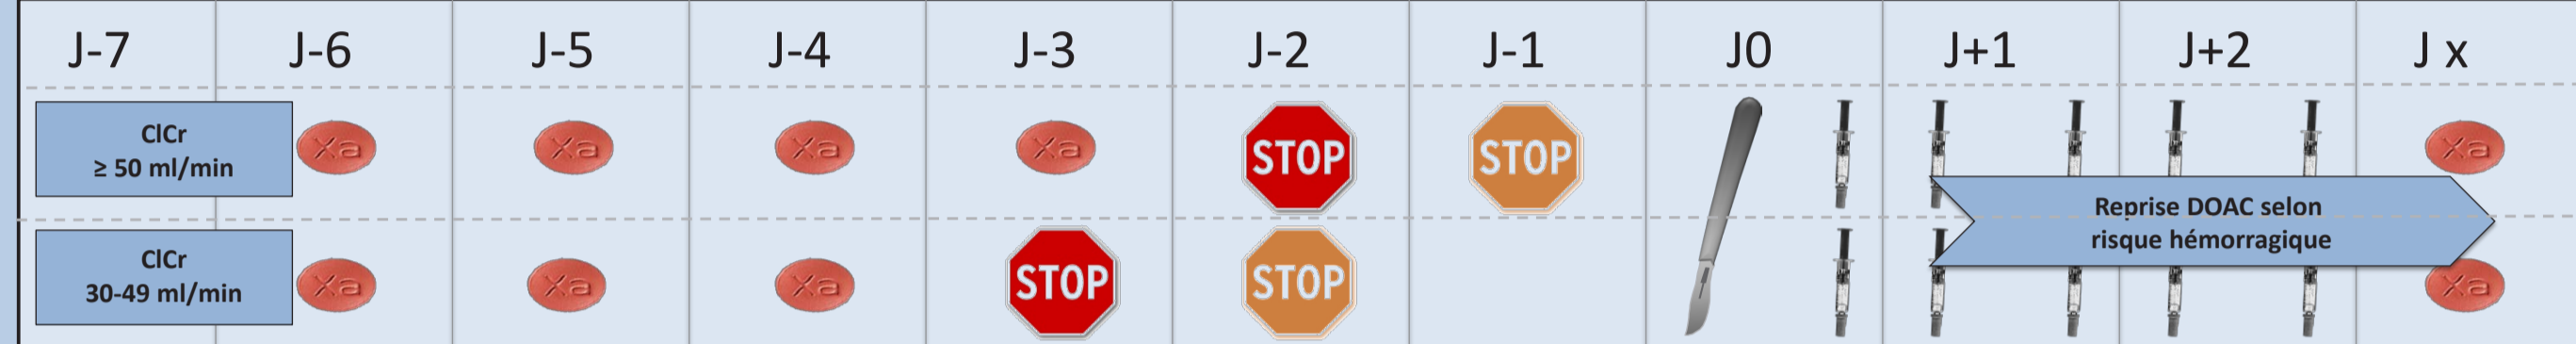 J-7 J-6 J-5 J-4 J-3 J-2 J-1 J0 J+1 J+2 J x
ClCr
≥ 50 ml/min
Xa Xa Xa Xa STOP STOP Xa
Reprise DOAC selon
risque hémorragique
ClCr
30-49 ml/min
Xa Xa Xa STOP STOP Xa